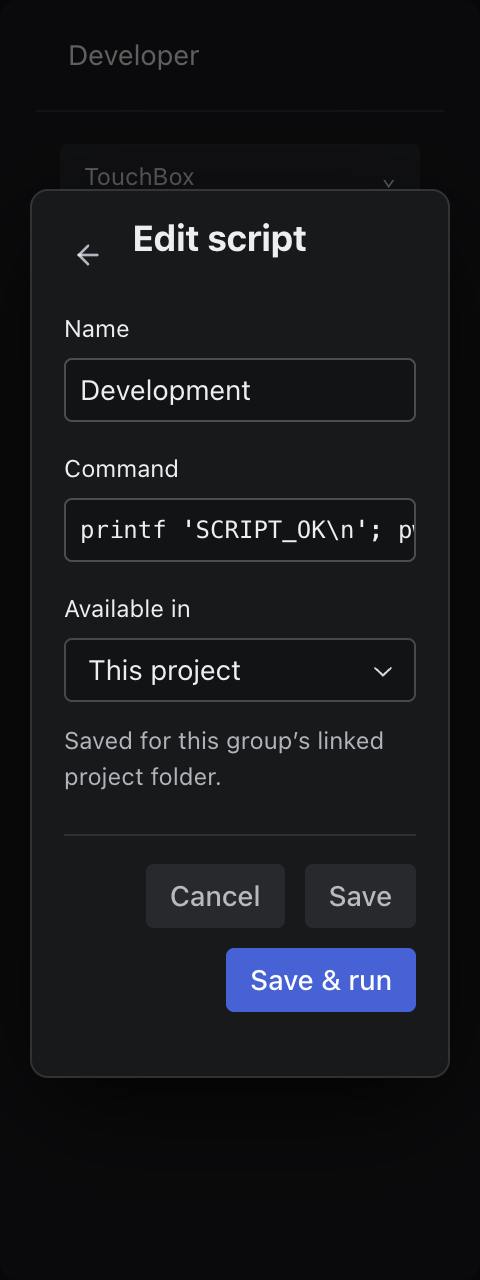 Developer
TouchBox
Edit script
Name
Development
Command
printf 'SCRIPT_OK\n';
Available in
This project
Saved for this group’s linked
project folder.
Cancel
Save
Save & run